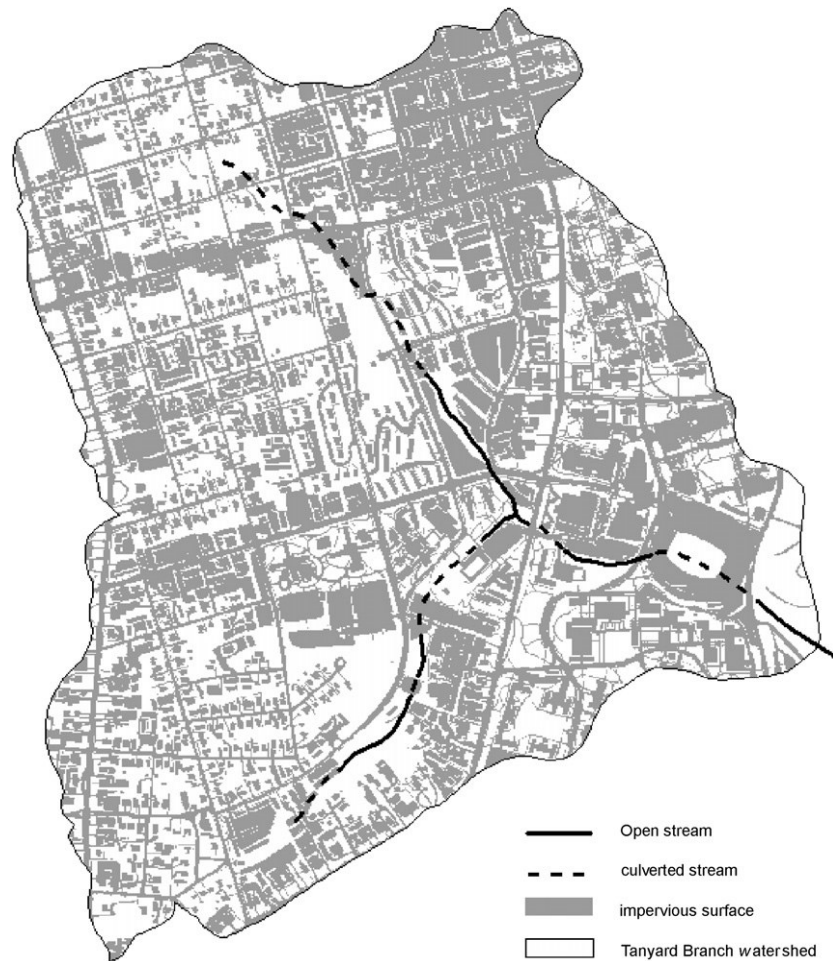 Open stream
culverted stream
impervious surface
Tanyard Branch watershed